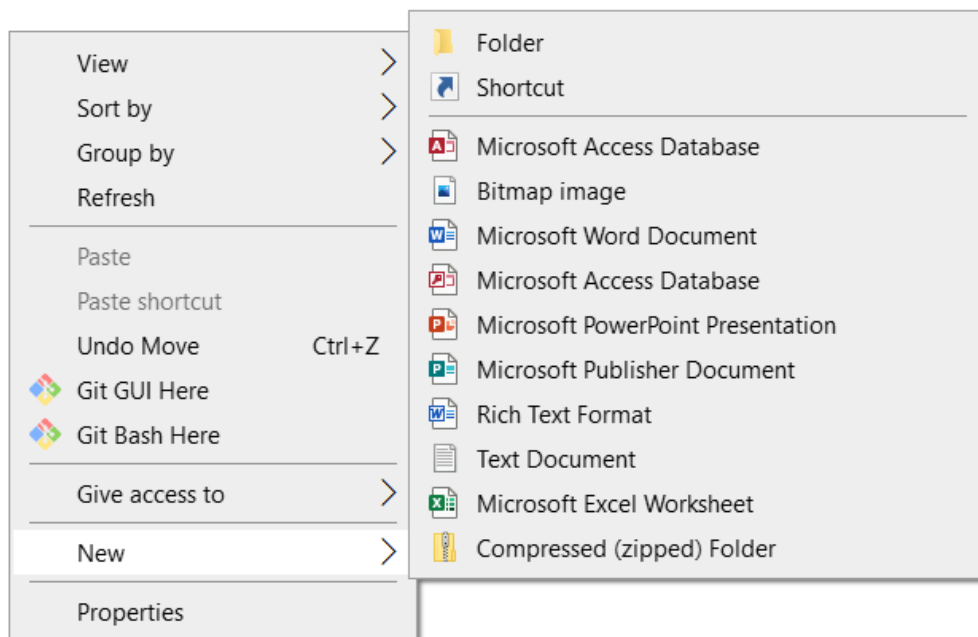 View
Sort by
Group by
Refresh
Paste
Paste shortcut
Undo Move Ctrl+Z
Git GUI Here
Git Bash Here
Give access to
New
Properties
Folder
Shortcut
Microsoft Access Database
Bitmap image
Microsoft Word Document
Microsoft Access Database
Microsoft PowerPoint Presentation
Microsoft Publisher Document
Rich Text Format
Text Document
Microsoft Excel Worksheet
Compressed (zipped) Folder